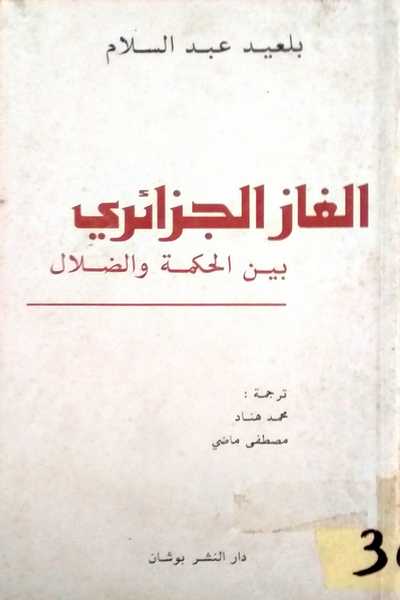 بلعيد عبد السلام
الغاز الجزائري
بين الحكمة والضلال
ترجمة :
محمد هناد
مصطفى ماضي
دار النشر بوشان